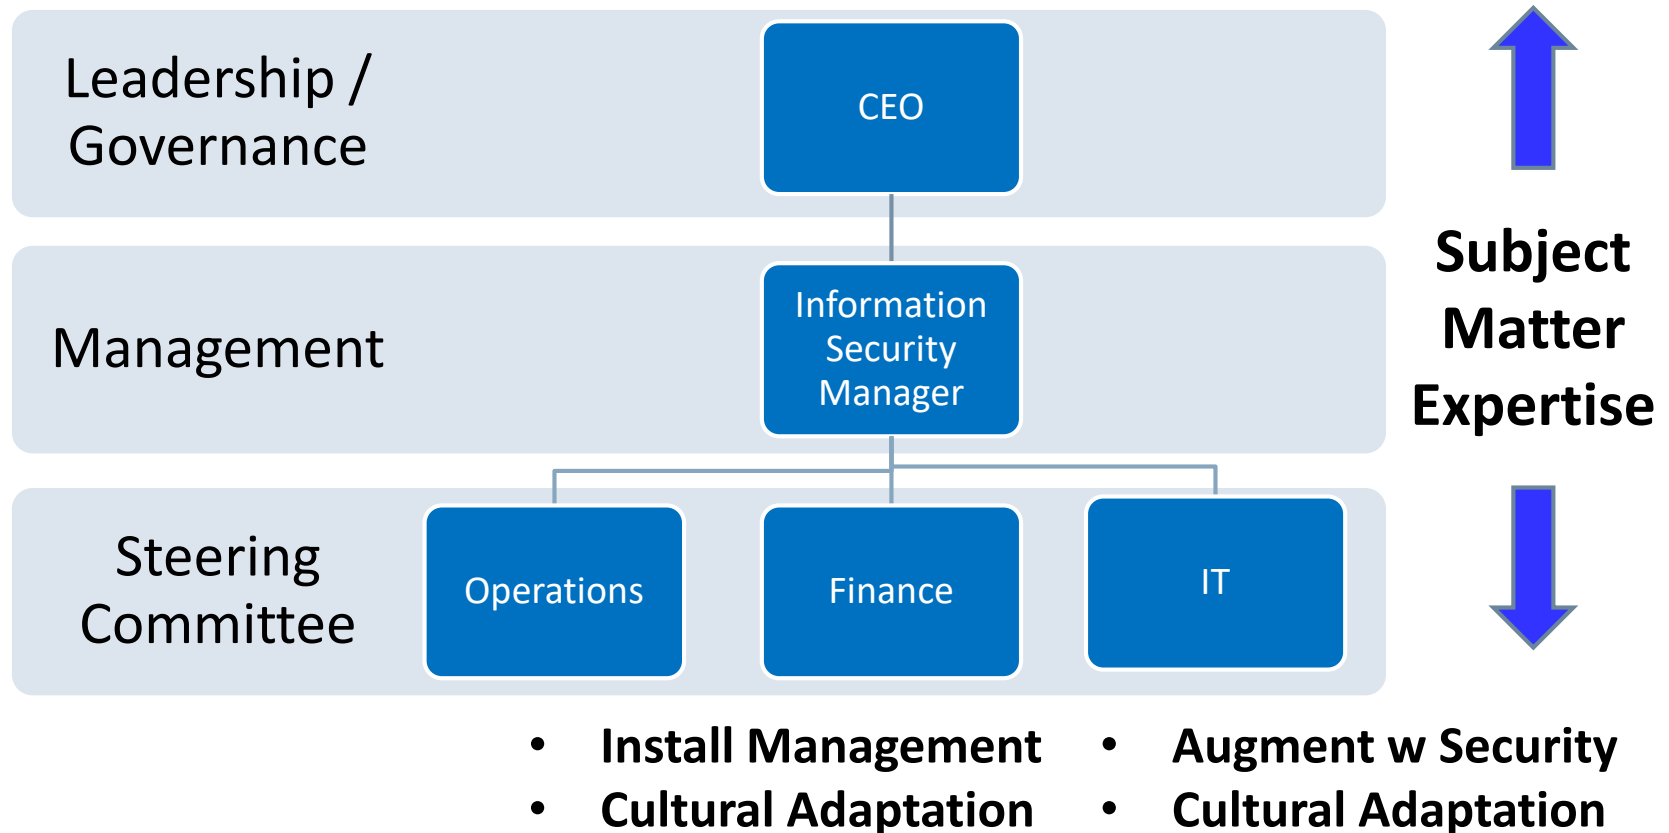 Leadership /
Governance
CEO
Subject
Matter
Expertise
Management
Information
Security
Manager
Steering
Committee
Operations
Finance
IT
• Install Management
• Cultural Adaptation
• Augment w Security
• Cultural Adaptation